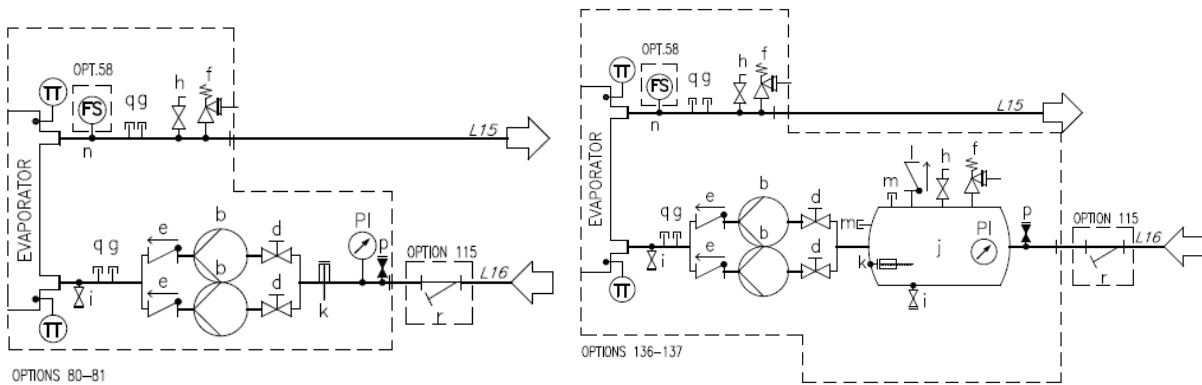 OPT.58
TT
FS
q g
h
f
n
L15
EVAPORATOR
q g
e
b
d
PI
p
OPTION 115
L16
i
e
b
d
k
r
TT
OPTIONS 80–81
OPT.58
TT
FS
q g
h
f
n
L15
EVAPORATOR
l
h
f
m
q g
e
b
d
m
j
PI
p
OPTION 115
L16
i
e
b
d
k
i
r
TT
OPTIONS 136–137